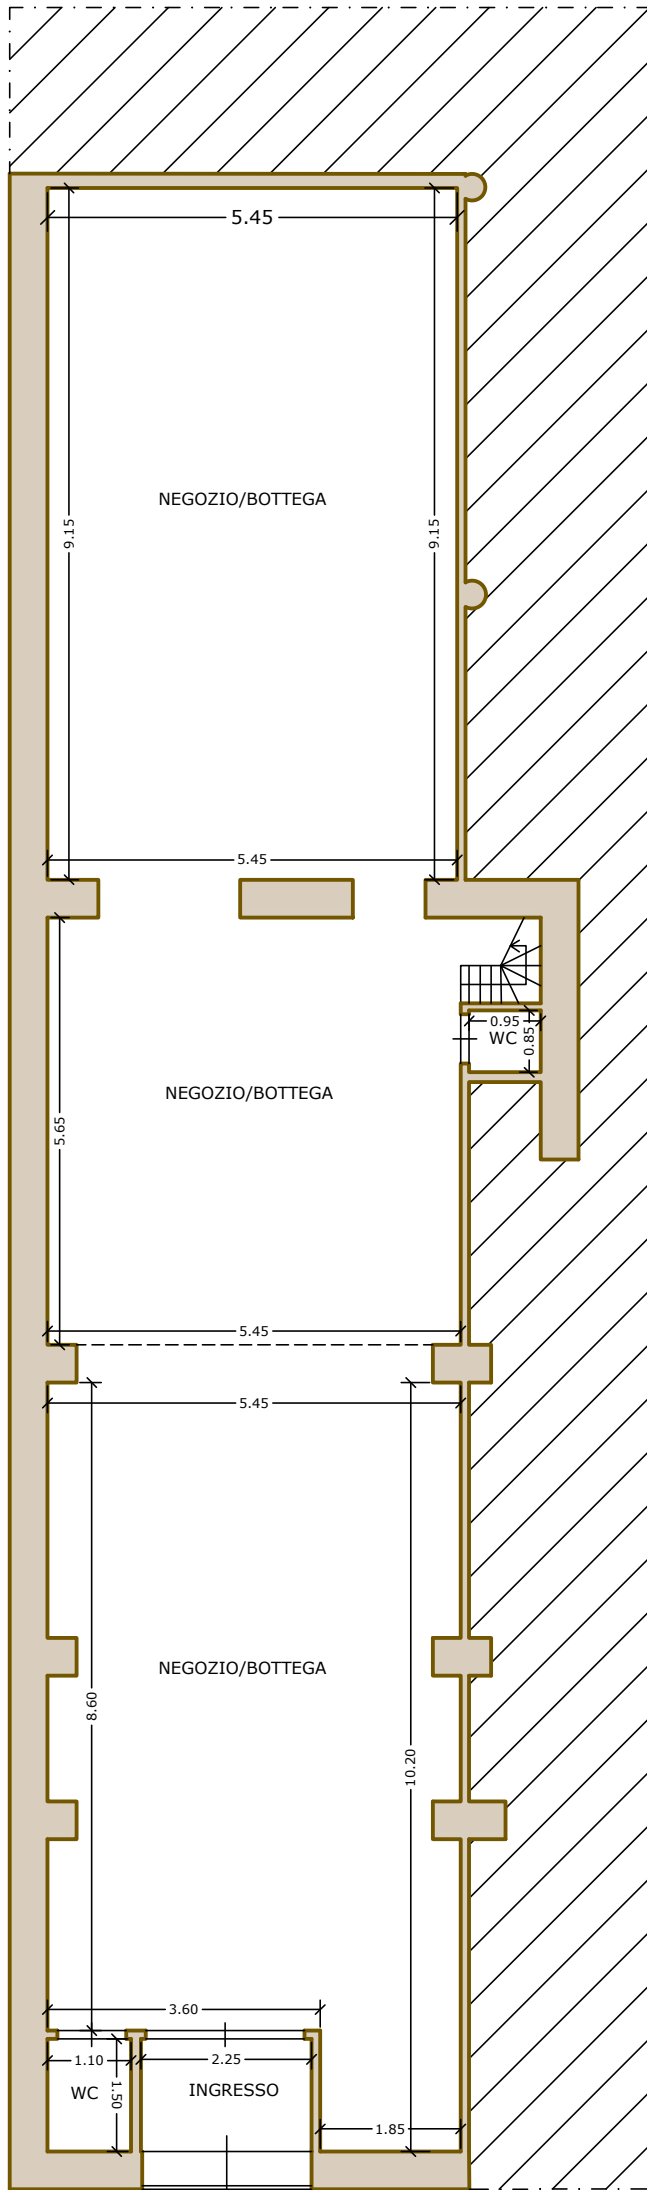 5.45
NEGOZIO/BOTTEGA
9.15
9.15
5.45
0.95
WC
0.85
NEGOZIO/BOTTEGA
5.65
5.45
5.45
NEGOZIO/BOTTEGA
8.60
10.20
3.60
1.10
2.25
WC
1.50
INGRESSO
1.85